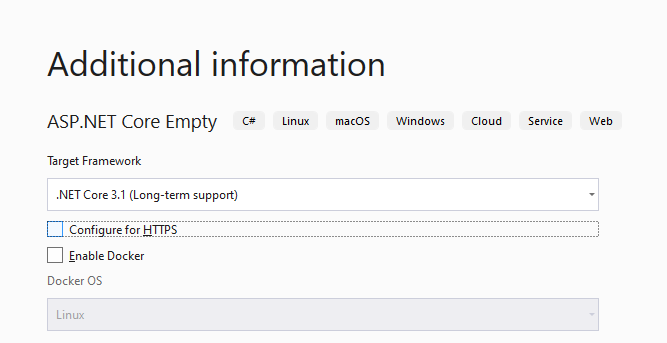 Additional information
ASP.NET Core Empty C# Linux macOS Windows Cloud Service Web
Target Framework
.NET Core 3.1 (Long-term support)
Configure for HTTPS
Enable Docker
Docker OS
Linux